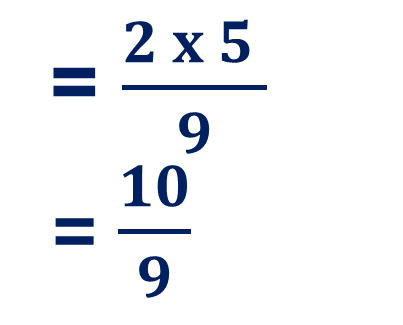 = 2 x 5
9
= 10
9